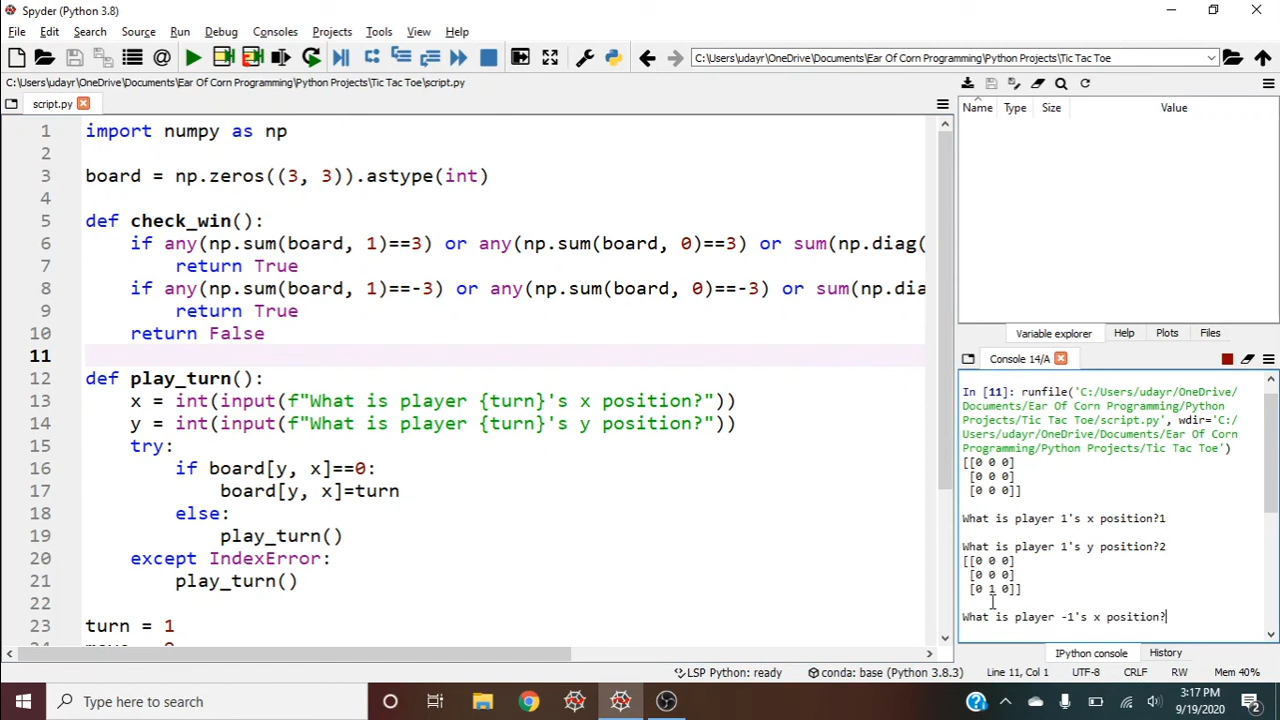 Spyder (Python 3.8)
File Edit Search Source Run Debug Consoles Projects Tools View Help
C:\Users\udayr\OneDrive\Documents\Ear Of Corn Programming\Python Projects\Tic Tac Toe
C:\Users\udayr\OneDrive\Documents\Ear Of Corn Programming\Python Projects\Tic Tac Toe\script.py
script.py
1 import numpy as np
2
3 board = np.zeros((3, 3)).astype(int)
4
5 def check_win():
6 if any(np.sum(board, 1)==3) or any(np.sum(board, 0)==3) or sum(np.diag(
7 return True
8 if any(np.sum(board, 1)==-3) or any(np.sum(board, 0)==-3) or sum(np.dia
9 return True
10 return False
11
12 def play_turn():
13 x = int(input(f"What is player {turn}'s x position?"))
14 y = int(input(f"What is player {turn}'s y position?"))
15 try:
16 if board[y, x]==0:
17 board[y, x]=turn
18 else:
19 play_turn()
20 except IndexError:
21 play_turn()
22
23 turn = 1
Name Type Size Value
Variable explorer Help Plots Files
Console 14/A
In [11]: runfile('C:/Users/udayr/OneDrive/
Documents/Ear Of Corn Programming/Python
Projects/Tic Tac Toe/script.py', wdir='C:/
Users/udayr/OneDrive/Documents/Ear Of Corn
Programming/Python Projects/Tic Tac Toe')
[[0 0 0]
[0 0 0]
[0 0 0]]
What is player 1's x position?1
What is player 1's y position?2
[[0 0 0]
[0 0 0]
[0 1 0]]
What is player -1's x position?
IPython console History
LSP Python: ready conda: base (Python 3.8.3) Line 11, Col 1 UTF-8 CRLF RW Mem 40%
Type here to search
3:17 PM
9/19/2020
2